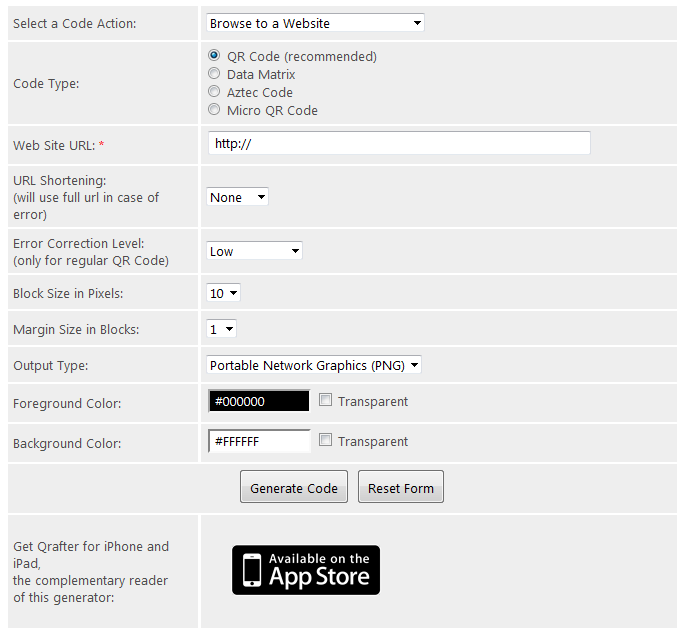 Select a Code Action:
Browse to a Website
Code Type:
QR Code (recommended)
Data Matrix
Aztec Code
Micro QR Code
Web Site URL: *
http://
URL Shortening:
(will use full url in case of
error)
None
Error Correction Level:
(only for regular QR Code)
Low
Block Size in Pixels:
10
Margin Size in Blocks:
1
Output Type:
Portable Network Graphics (PNG)
Foreground Color:
#000000
Transparent
Background Color:
#FFFFFF
Transparent
Generate Code
Reset Form
Get Qrafter for iPhone and
iPad,
the complementary reader
of this generator:
Available on the
App Store